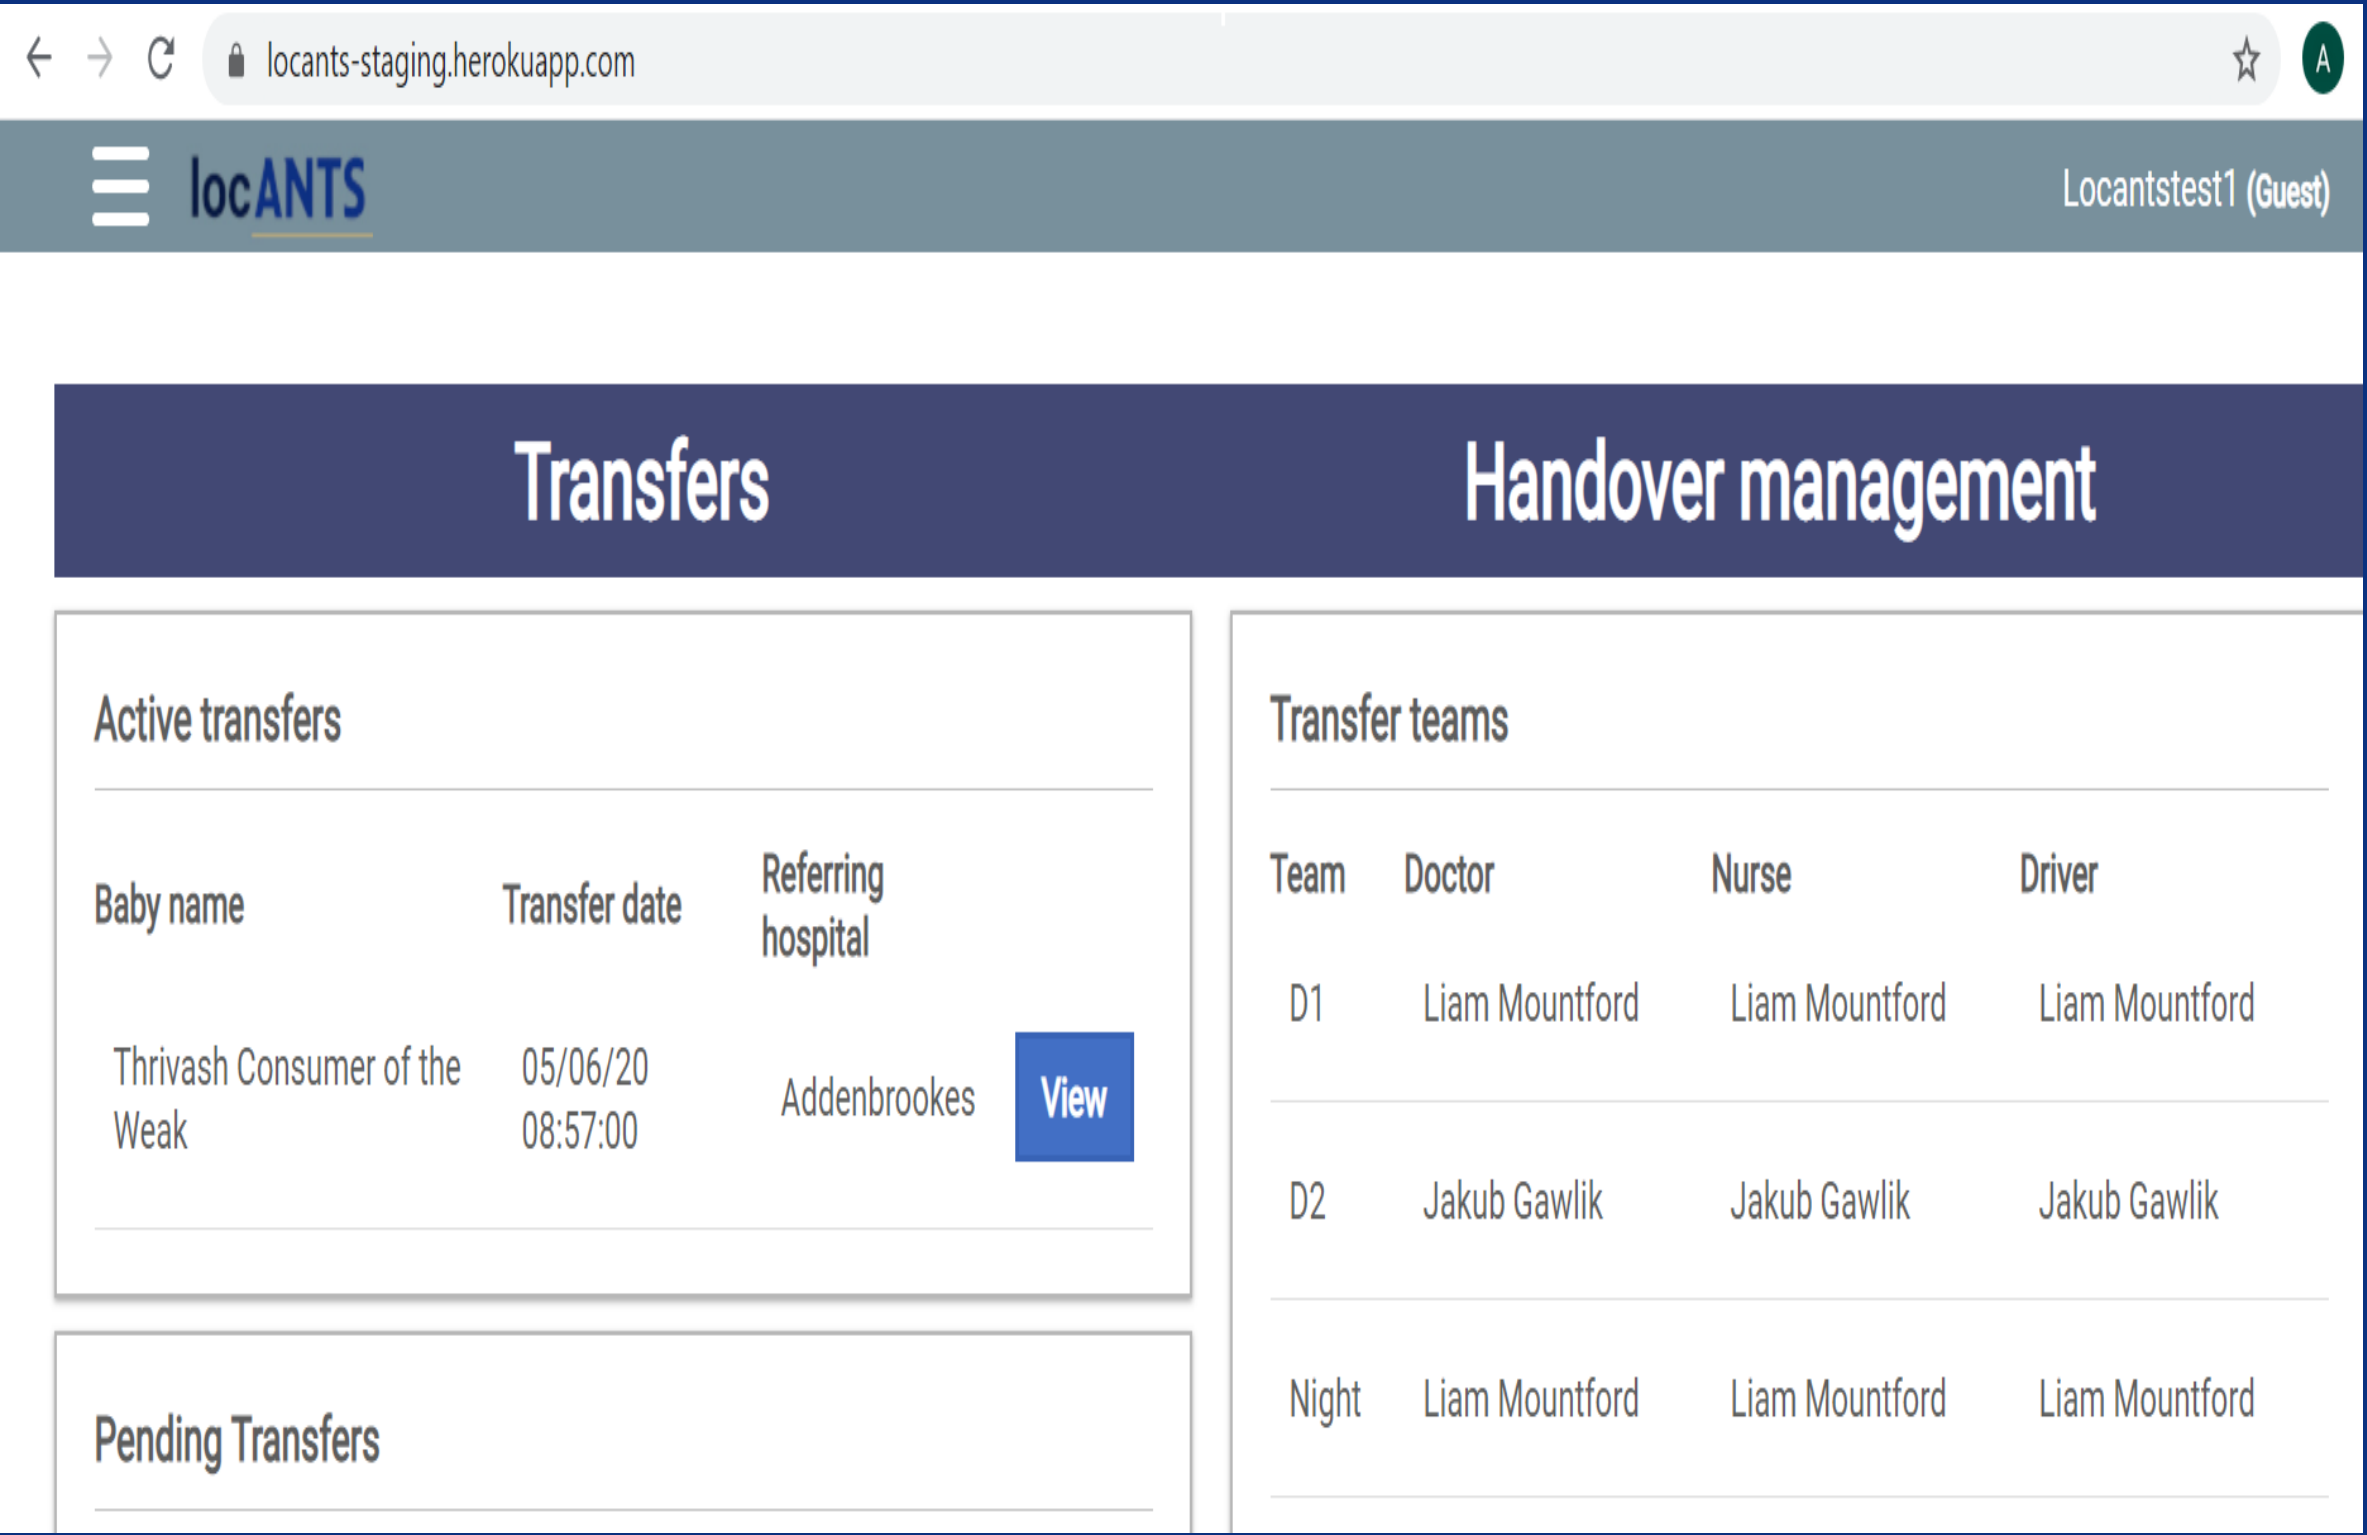 locants-staging.herokuapp.com
A
locANTS
Locantstest1 (Guest)
Transfers
Handover management
Active transfers
Baby name Transfer date Referring hospital
Thrivash Consumer of the Weak 05/06/20 08:57:00 Addenbrookes View
Pending Transfers
Transfer teams
Team Doctor Nurse Driver
D1 Liam Mountford Liam Mountford Liam Mountford
D2 Jakub Gawlik Jakub Gawlik Jakub Gawlik
Night Liam Mountford Liam Mountford Liam Mountford